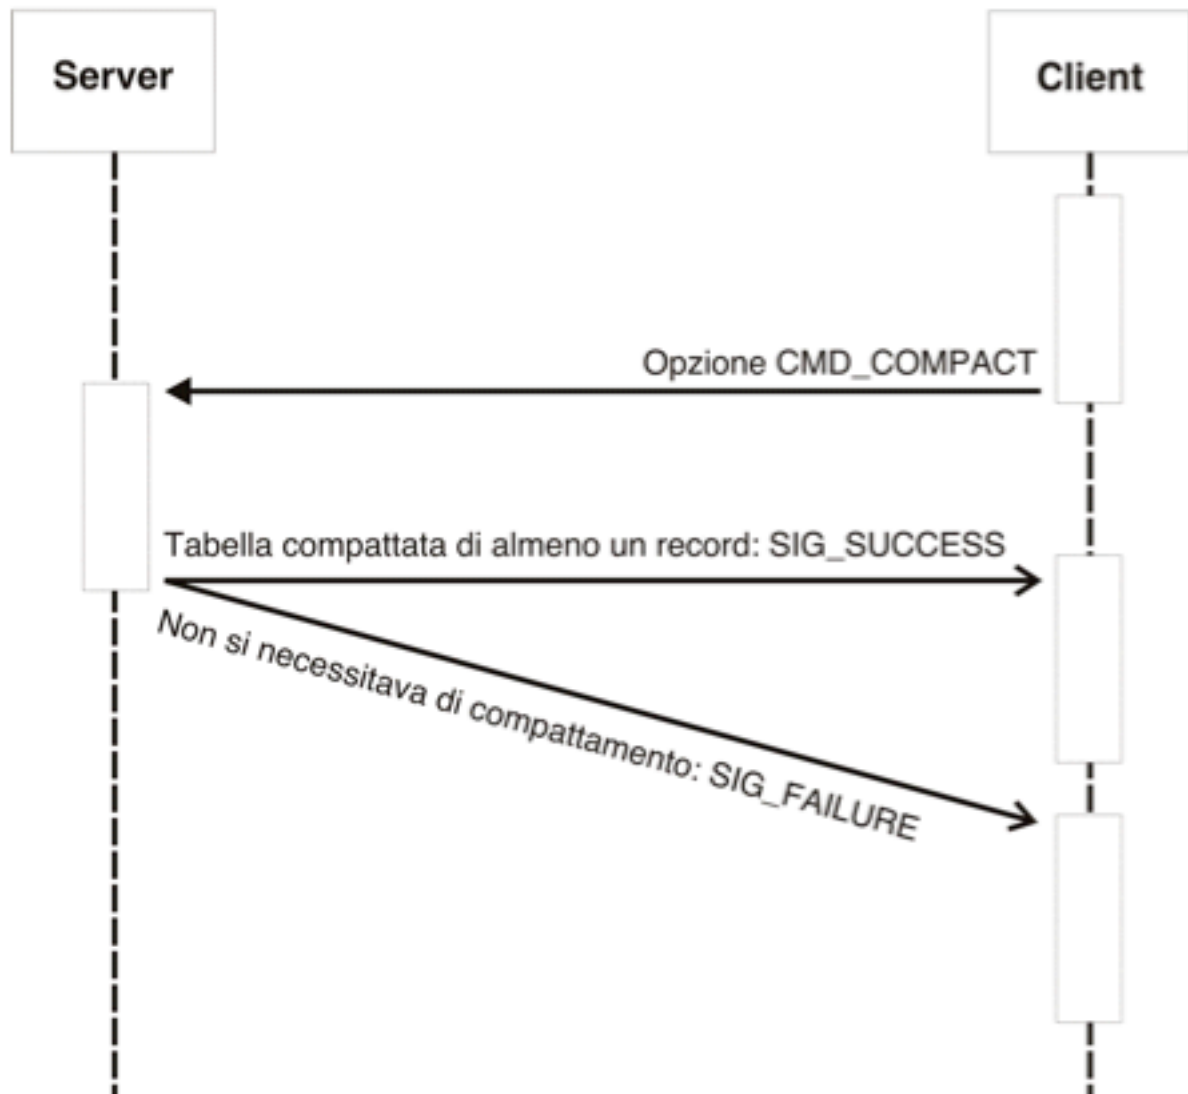 Server
Client
Opzione CMD_COMPACT
Tabella compattata di almeno un record: SIG_SUCCESS
Non si necessitava di compattamento: SIG_FAILURE